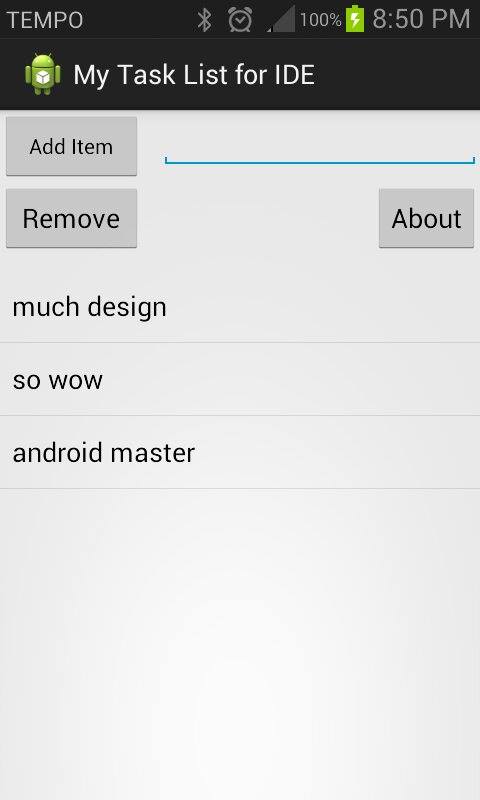 TEMPO 100% 8:50 PM
My Task List for IDE
Add Item
Remove About
much design
so wow
android master